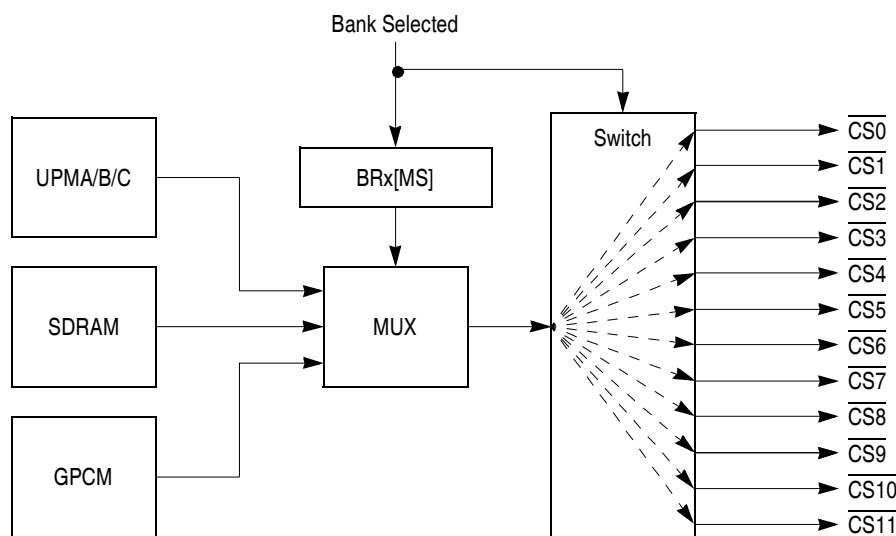 Bank Selected
Switch
UPMA/B/C
BRx[MS]
SDRAM
MUX
GPCM
CS0
CS1
CS2
CS3
CS4
CS5
CS6
CS7
CS8
CS9
CS10
CS11